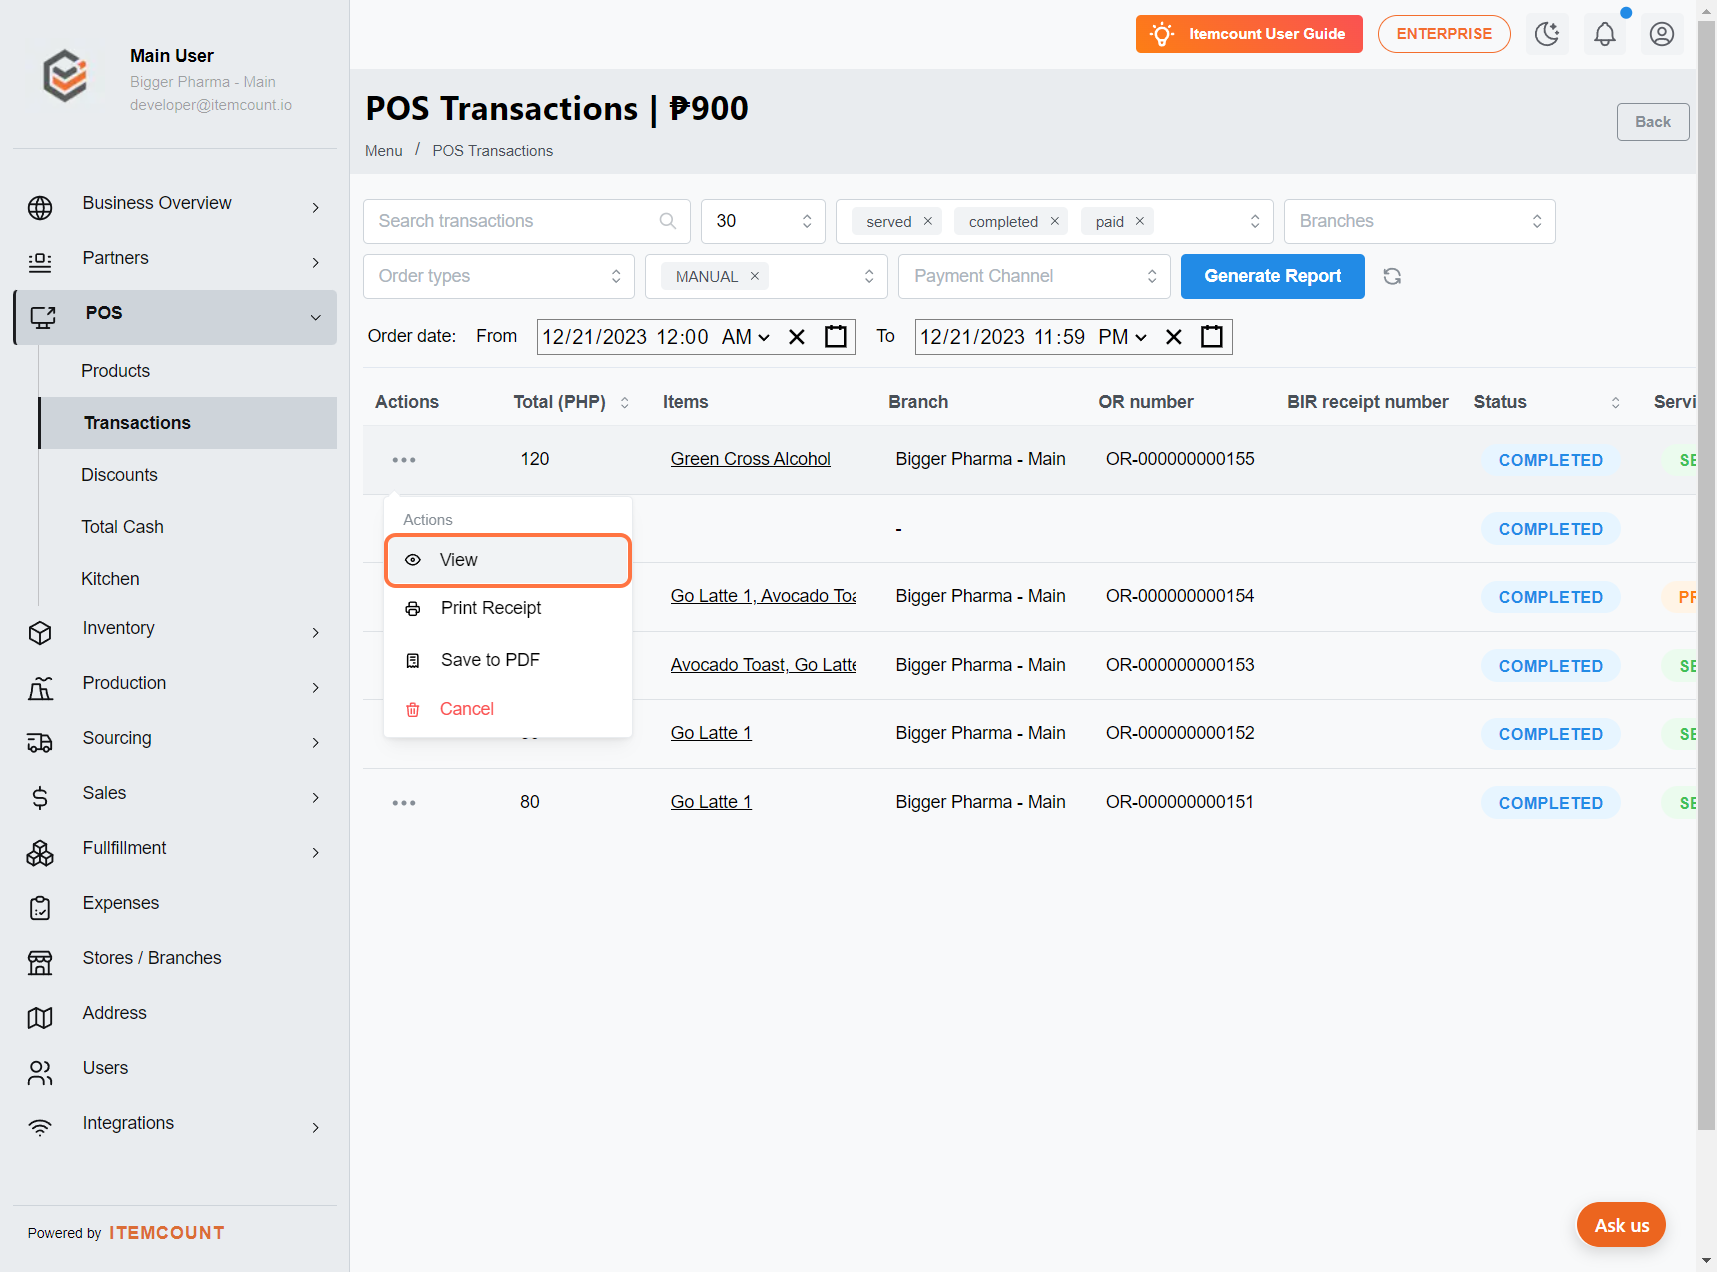 Main User
Bigger Pharma - Main
developer@itemcount.io
Business Overview
Partners
POS
Products
Transactions
Discounts
Total Cash
Kitchen
Inventory
Production
Sourcing
Sales
Fullfillment
Expenses
Stores / Branches
Address
Users
Integrations
Powered by ITEMCOUNT
Itemcount User Guide
ENTERPRISE
POS Transactions | ₱900
Menu / POS Transactions
Back
Search transactions
30
served × completed × paid ×
Branches
Order types
MANUAL ×
Payment Channel
Generate Report
Order date: From 12/21/2023 12:00 AM To 12/21/2023 11:59 PM
Actions Total (PHP) Items Branch OR number BIR receipt number Status Servi
120 Green Cross Alcohol Bigger Pharma - Main OR-000000000155 COMPLETED SE
- COMPLETED
Go Latte 1, Avocado Toa Bigger Pharma - Main OR-000000000154 COMPLETED PR
Avocado Toast, Go Latte Bigger Pharma - Main OR-000000000153 COMPLETED SE
Go Latte 1 Bigger Pharma - Main OR-000000000152 COMPLETED SE
80 Go Latte 1 Bigger Pharma - Main OR-000000000151 COMPLETED SE
Actions
View
Print Receipt
Save to PDF
Cancel
Ask us